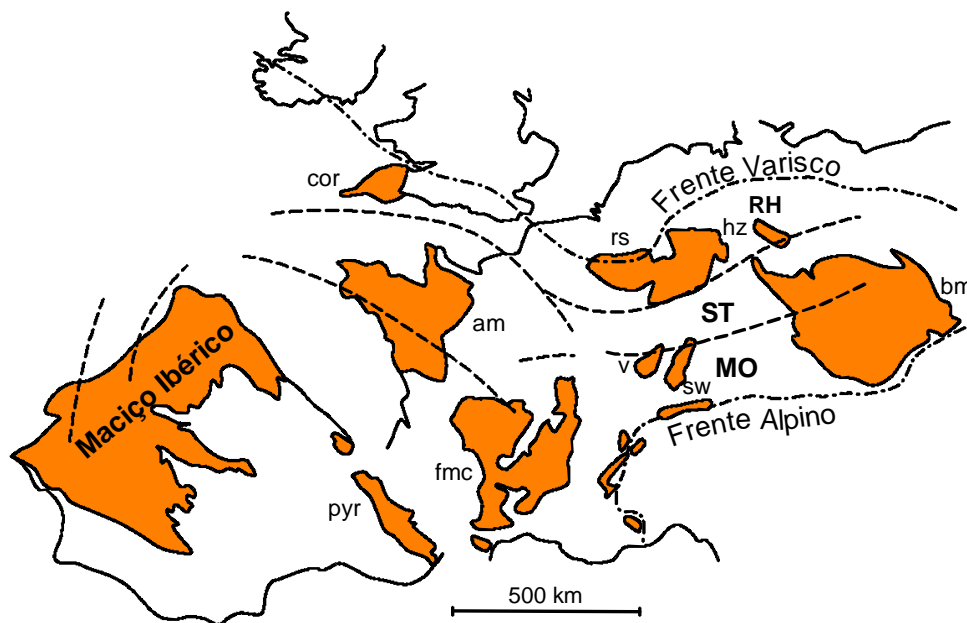 cor
Frente Varisco
RH
rs
hz
bm
am
ST
Maciço Ibérico
v
MO
sw
Frente Alpino
fmc
pyr
500 km